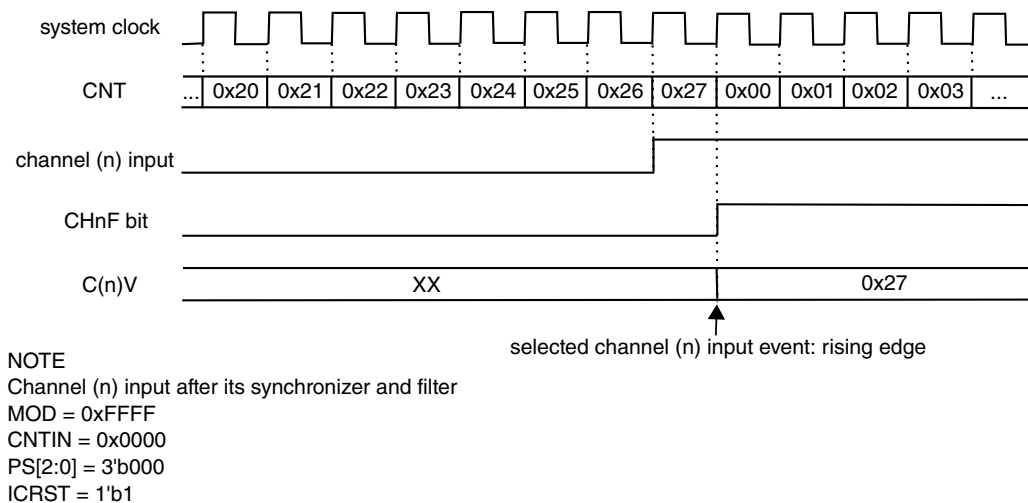 system clock
CNT
... 0x20 0x21 0x22 0x23 0x24 0x25 0x26 0x27 0x00 0x01 0x02 0x03 ...
channel (n) input
CHnF bit
C(n)V
XX 0x27
selected channel (n) input event: rising edge
NOTE
Channel (n) input after its synchronizer and filter
MOD = 0xFFFF
CNTIN = 0x0000
PS[2:0] = 3'b000
ICRST = 1'b1